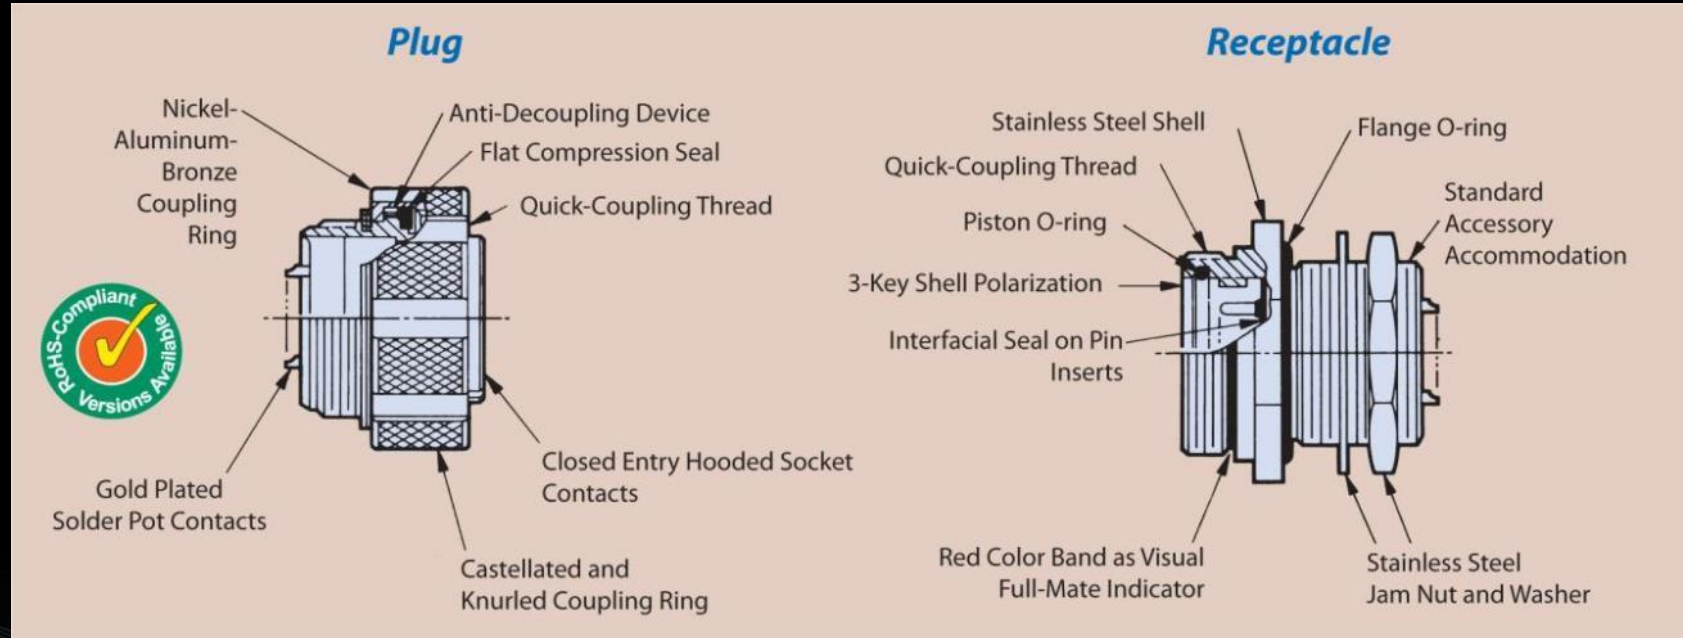 Plug
Receptacle
Nickel-
Aluminum-
Bronze
Coupling
Ring
Anti-Decoupling Device
Flat Compression Seal
Quick-Coupling Thread
RoHS-Compliant
Versions Available
Gold Plated
Solder Pot Contacts
Closed Entry Hooded Socket
Contacts
Castellated and
Knurled Coupling Ring
Stainless Steel Shell
Quick-Coupling Thread
Piston O-ring
3-Key Shell Polarization
Interfacial Seal on Pin
Inserts
Flange O-ring
Standard
Accessory
Accommodation
Red Color Band as Visual
Full-Mate Indicator
Stainless Steel
Jam Nut and Washer